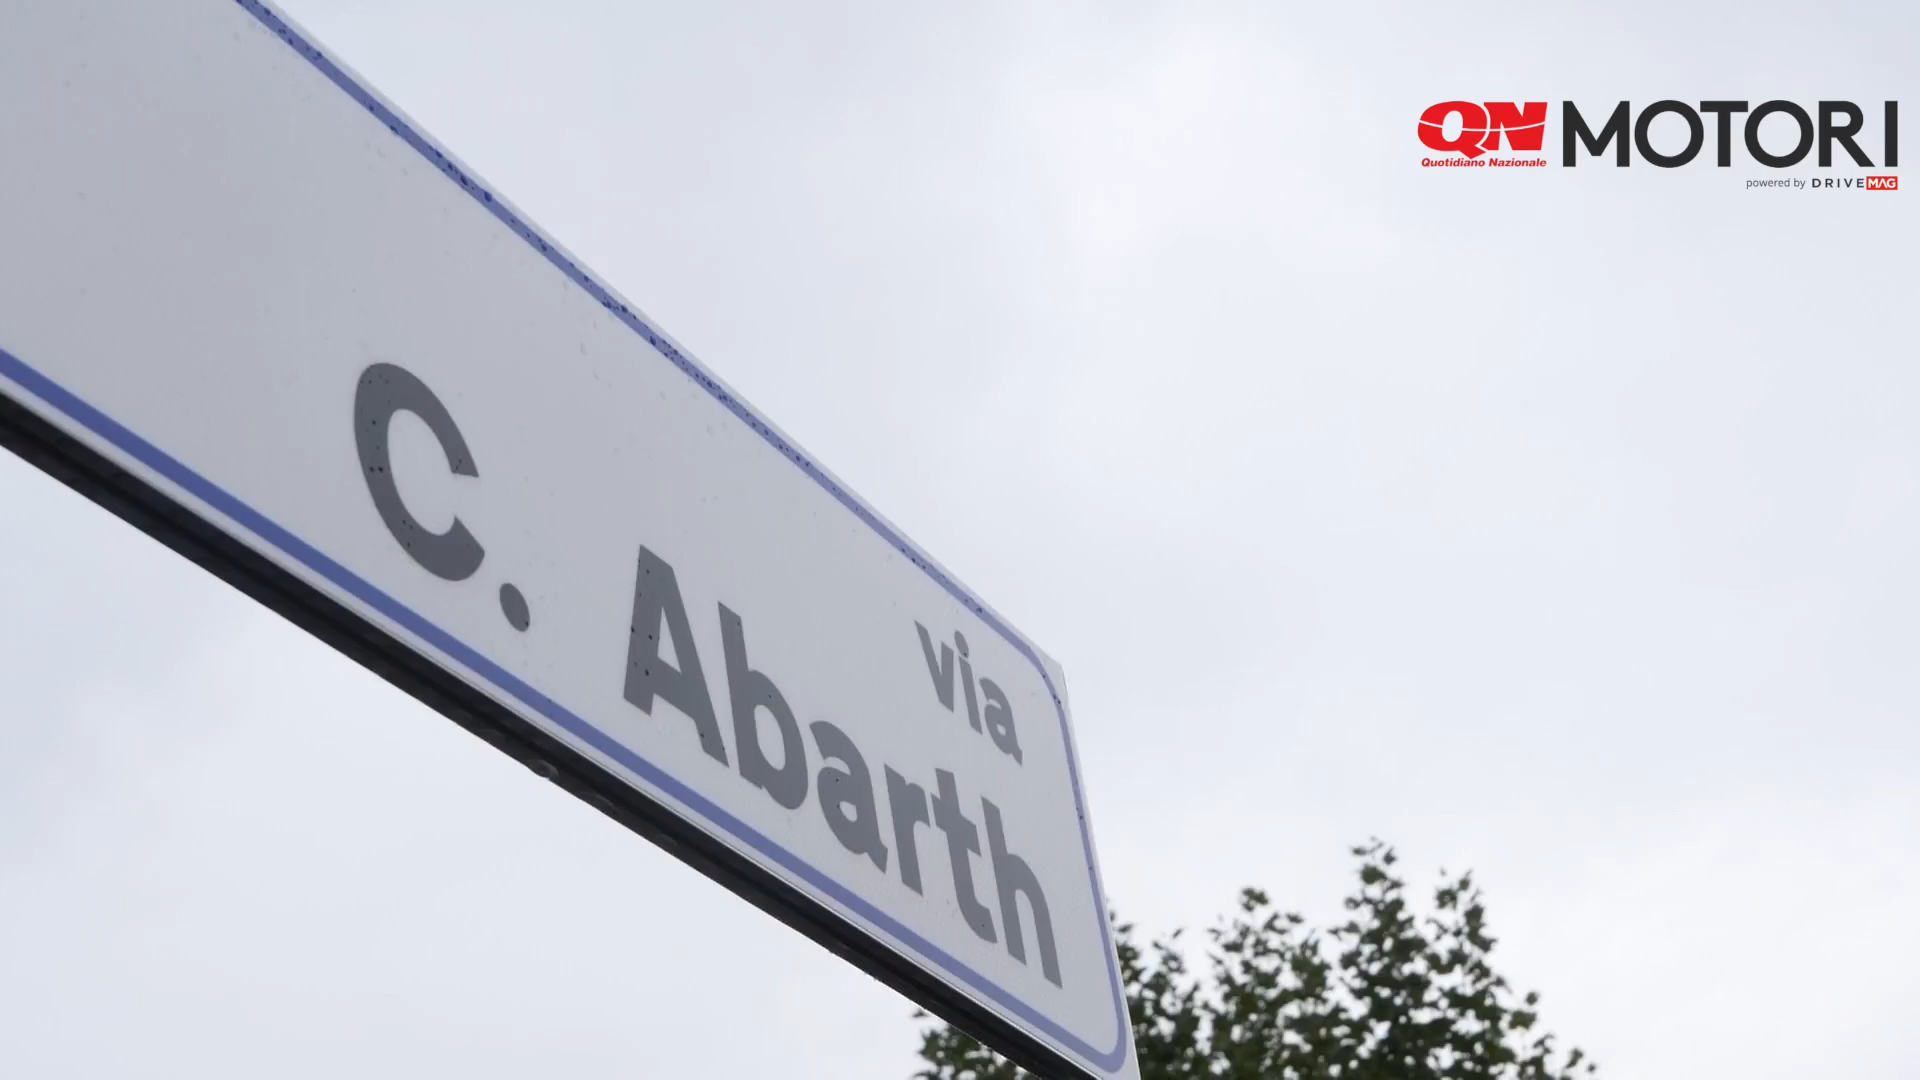 via
C. Abarth
QN MOTORI
Quotidiano Nazionale
powered by DRIVEMAG